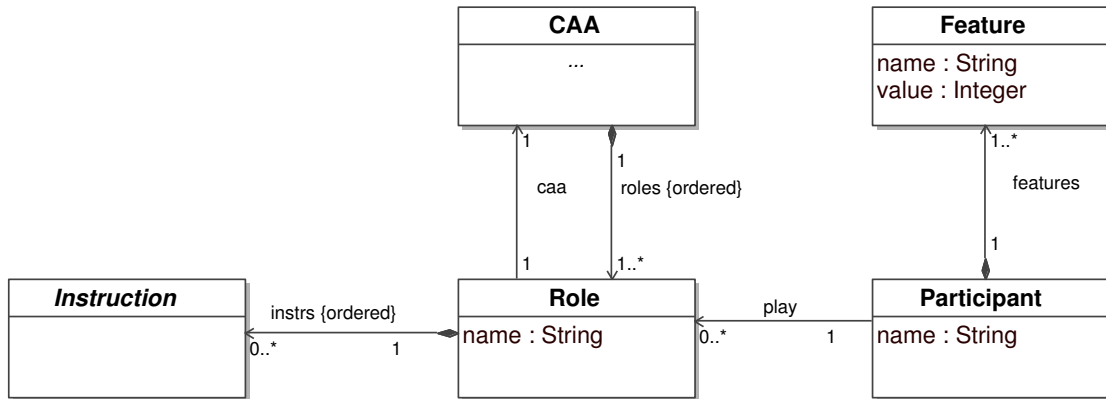 CAA
...
Feature
name : String
value : Integer
1
1
1..*
caa
roles {ordered}
features
1
1..*
1
Instruction
instrs {ordered}
0..*
1
Role
name : String
play
0..*
1
Participant
name : String